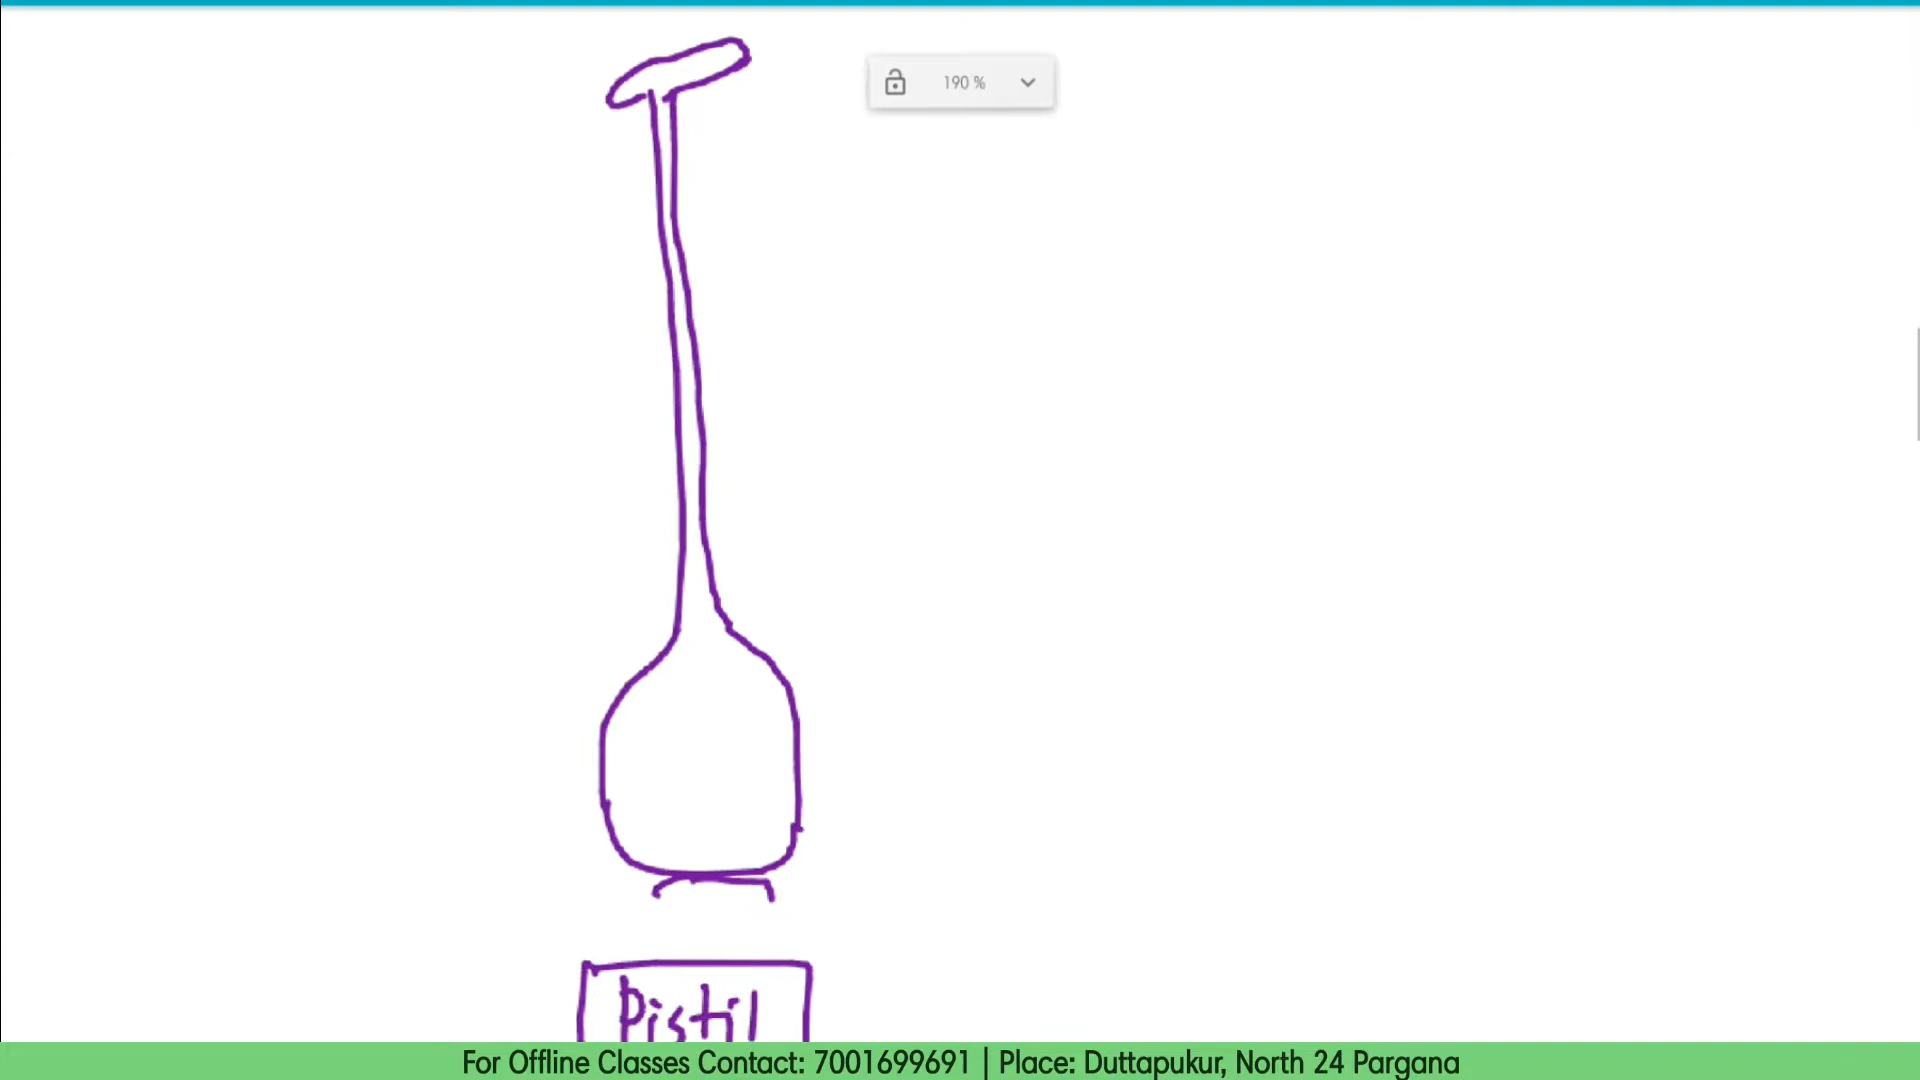 190 %
Pistil
For Offline Classes Contact: 7001699691 | Place: Duttapukur, North 24 Pargana